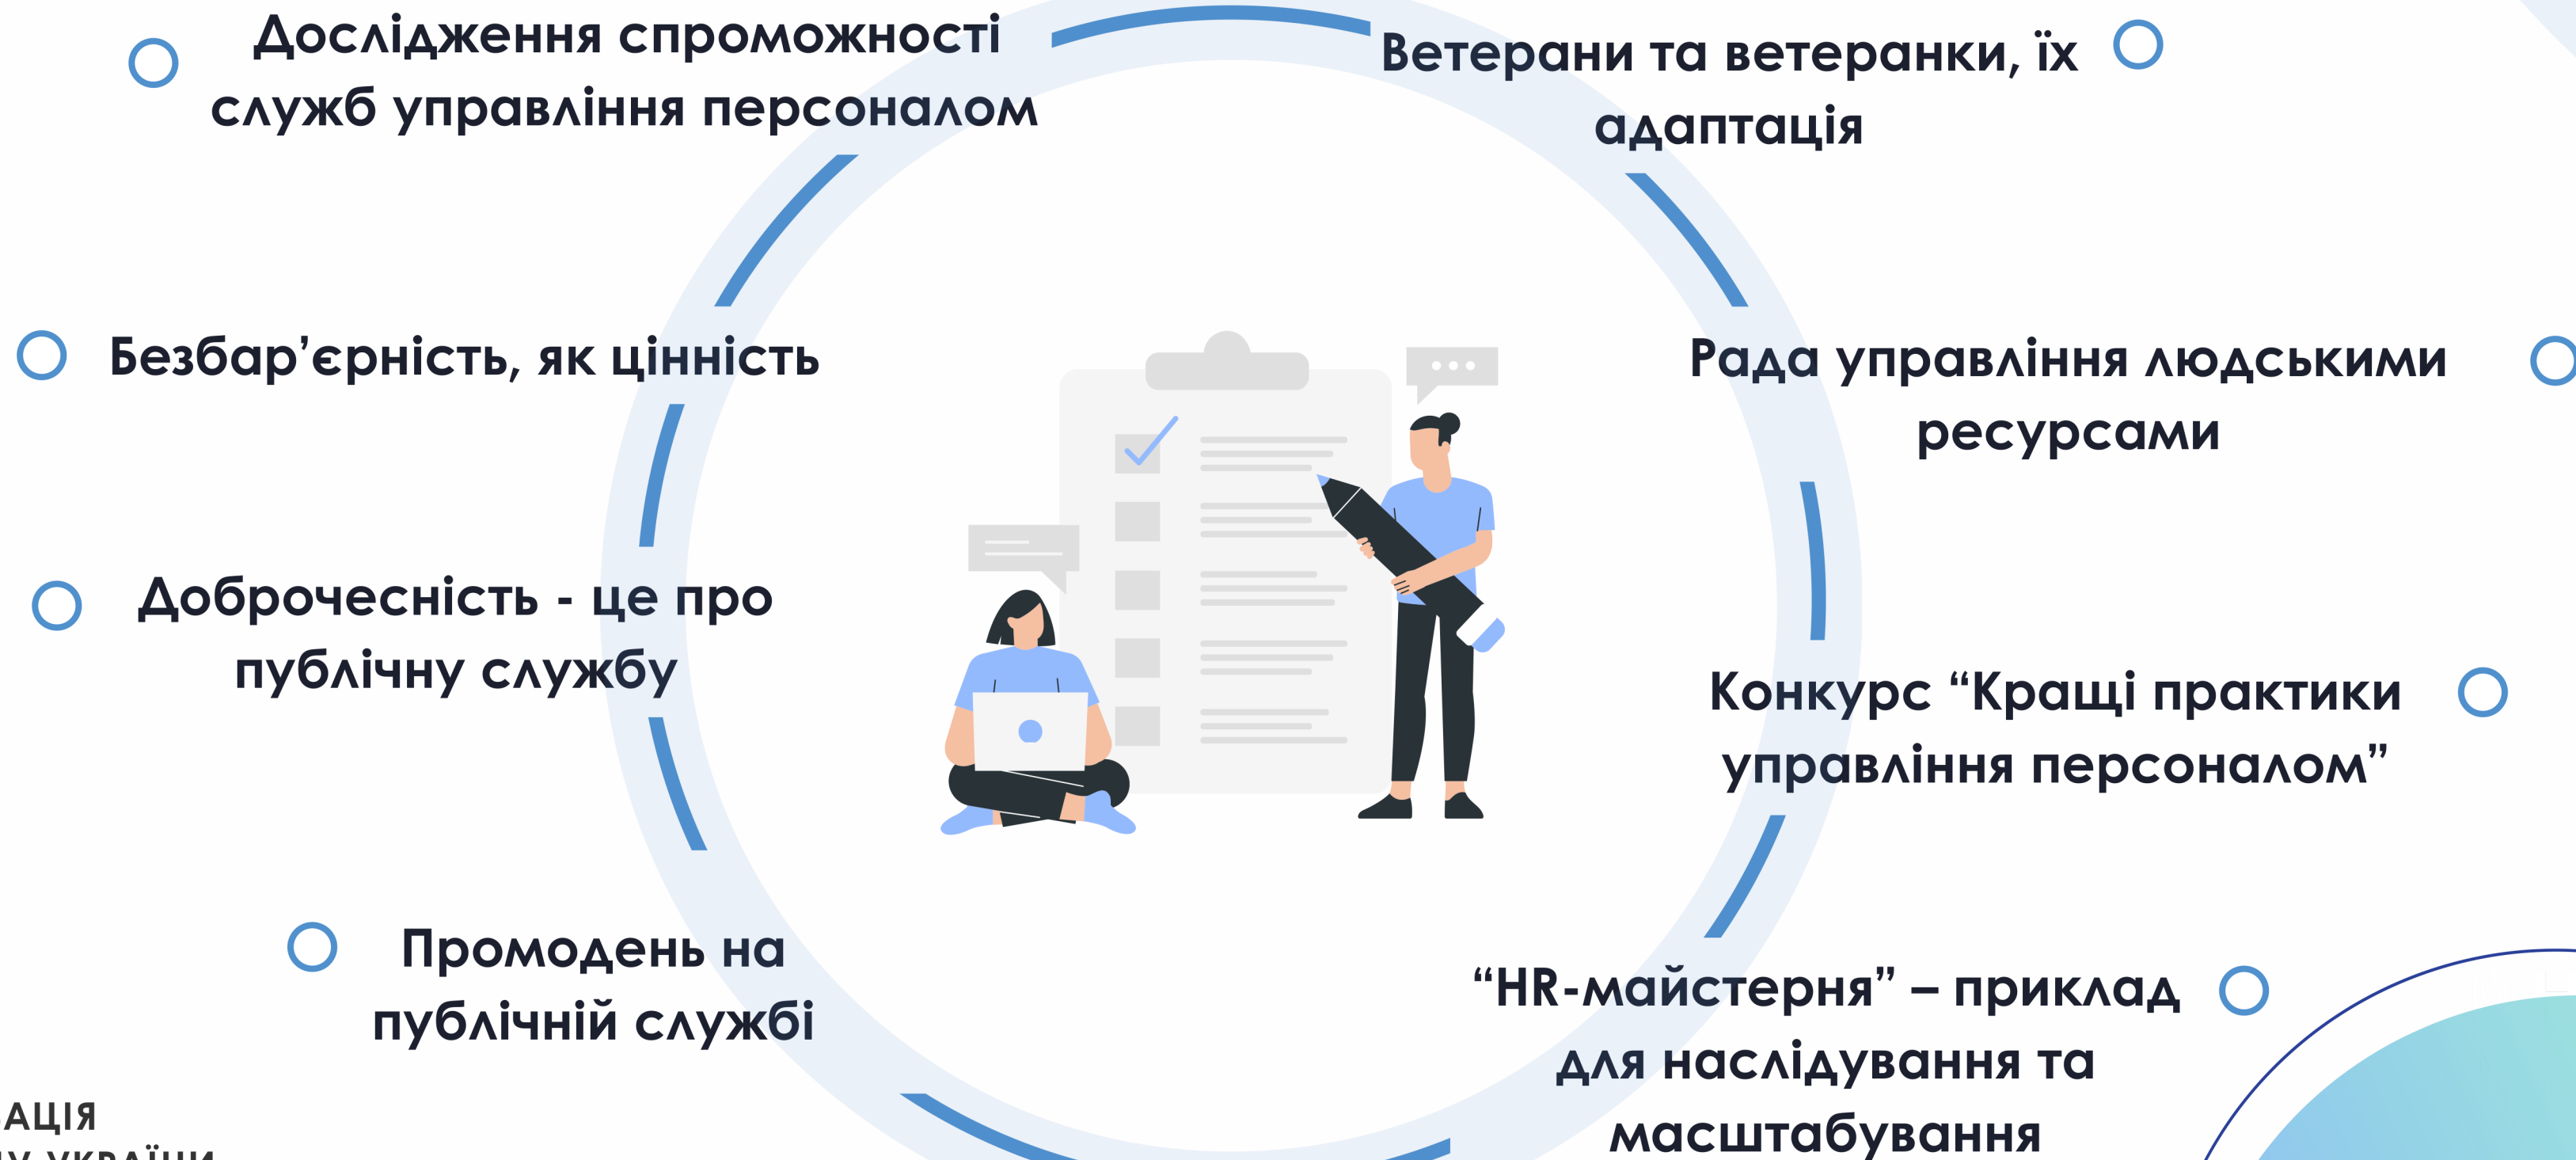 Дослідження спроможності
служб управління персоналом
Безбар’єрність, як цінність
Доброчесність - це про
публічну службу
Промодень на
публічній службі
Ветерани та ветеранки, їх
адаптація
Рада управління людськими
ресурсами
Конкурс “Кращі практики
управління персоналом”
“HR-майстерня” – приклад
для наслідування та
масштабування
УКРАЇНИ